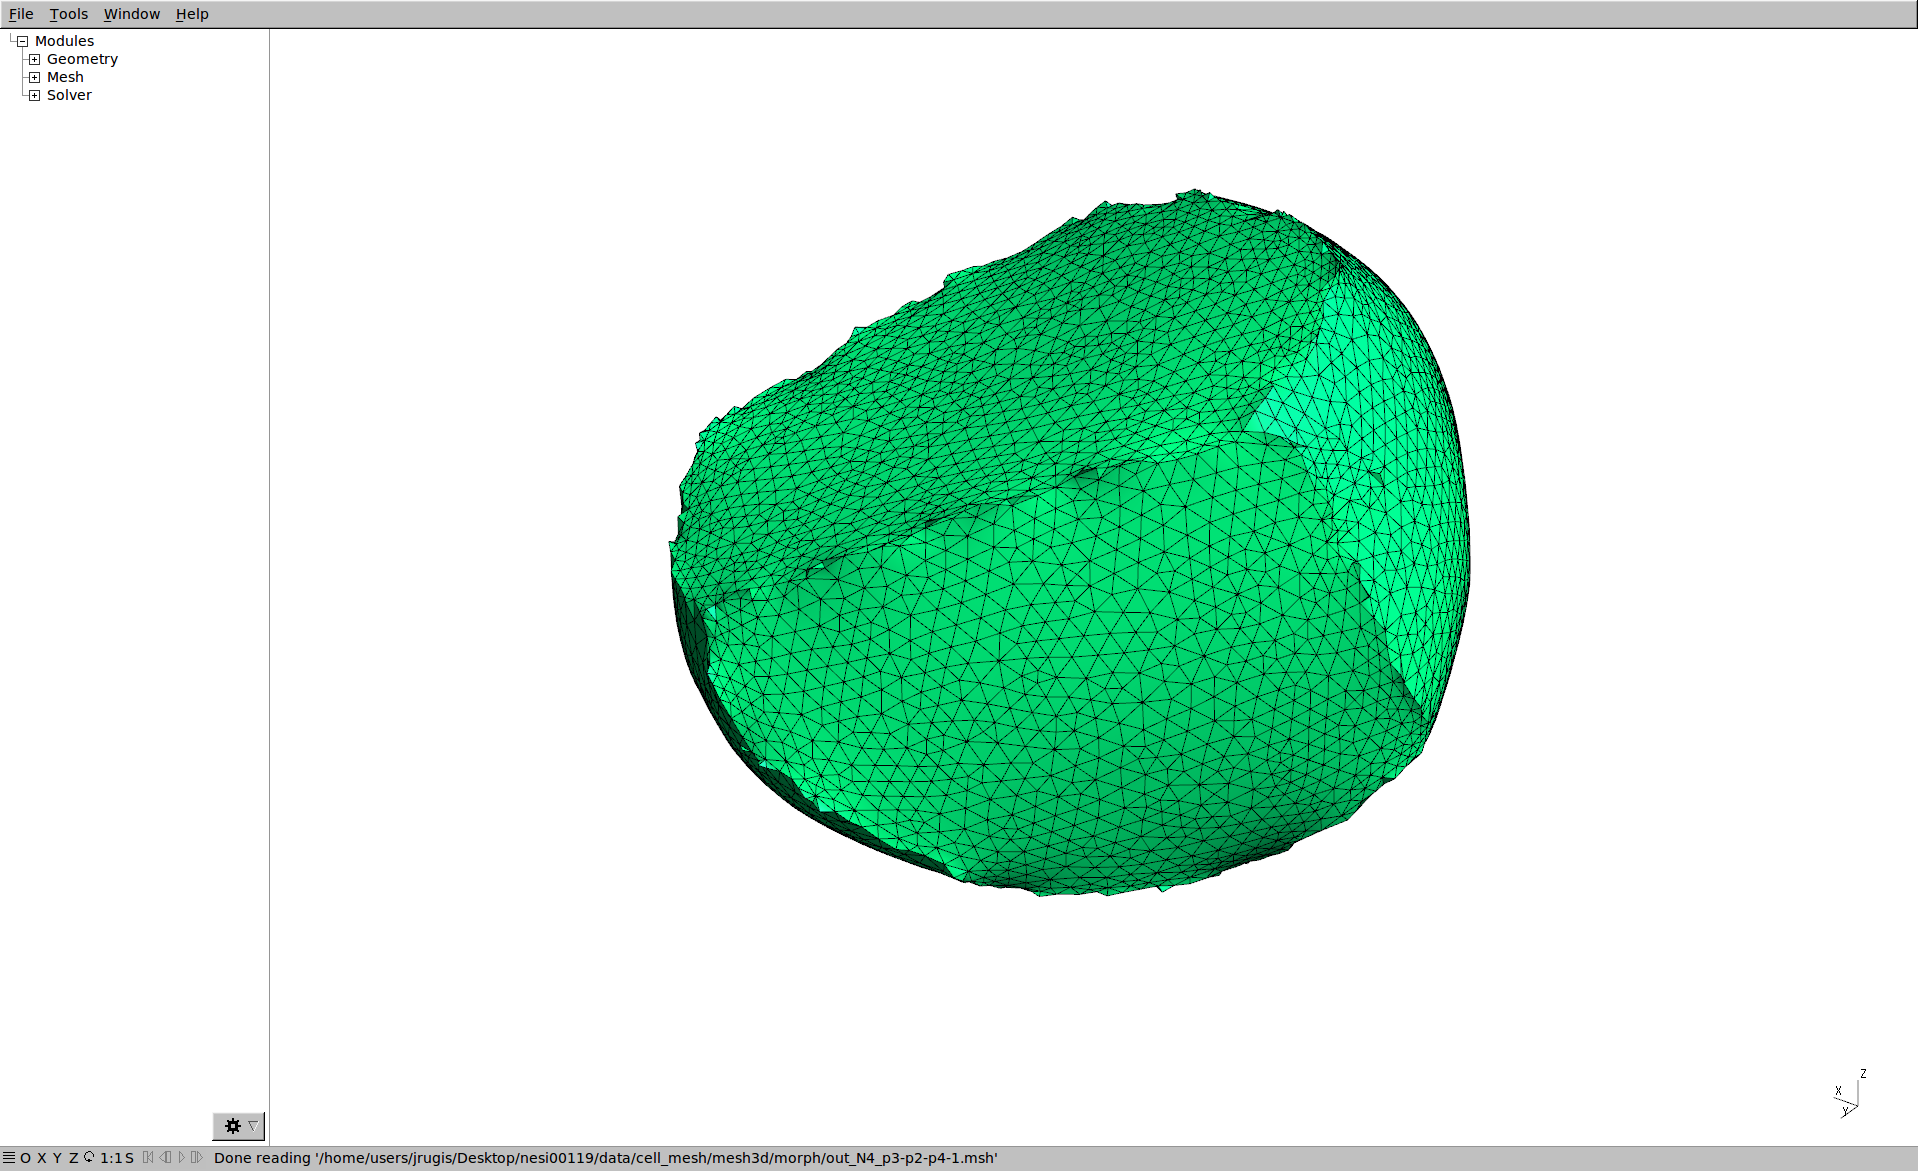 File Tools Window Help
Modules
Geometry
Mesh
Solver
Z
X
Y
O X Y Z 1:1 S Done reading '/home/users/jrugis/Desktop/nesi00119/data/cell_mesh/mesh3d/morph/out_N4_p3-p2-p4-1.msh'